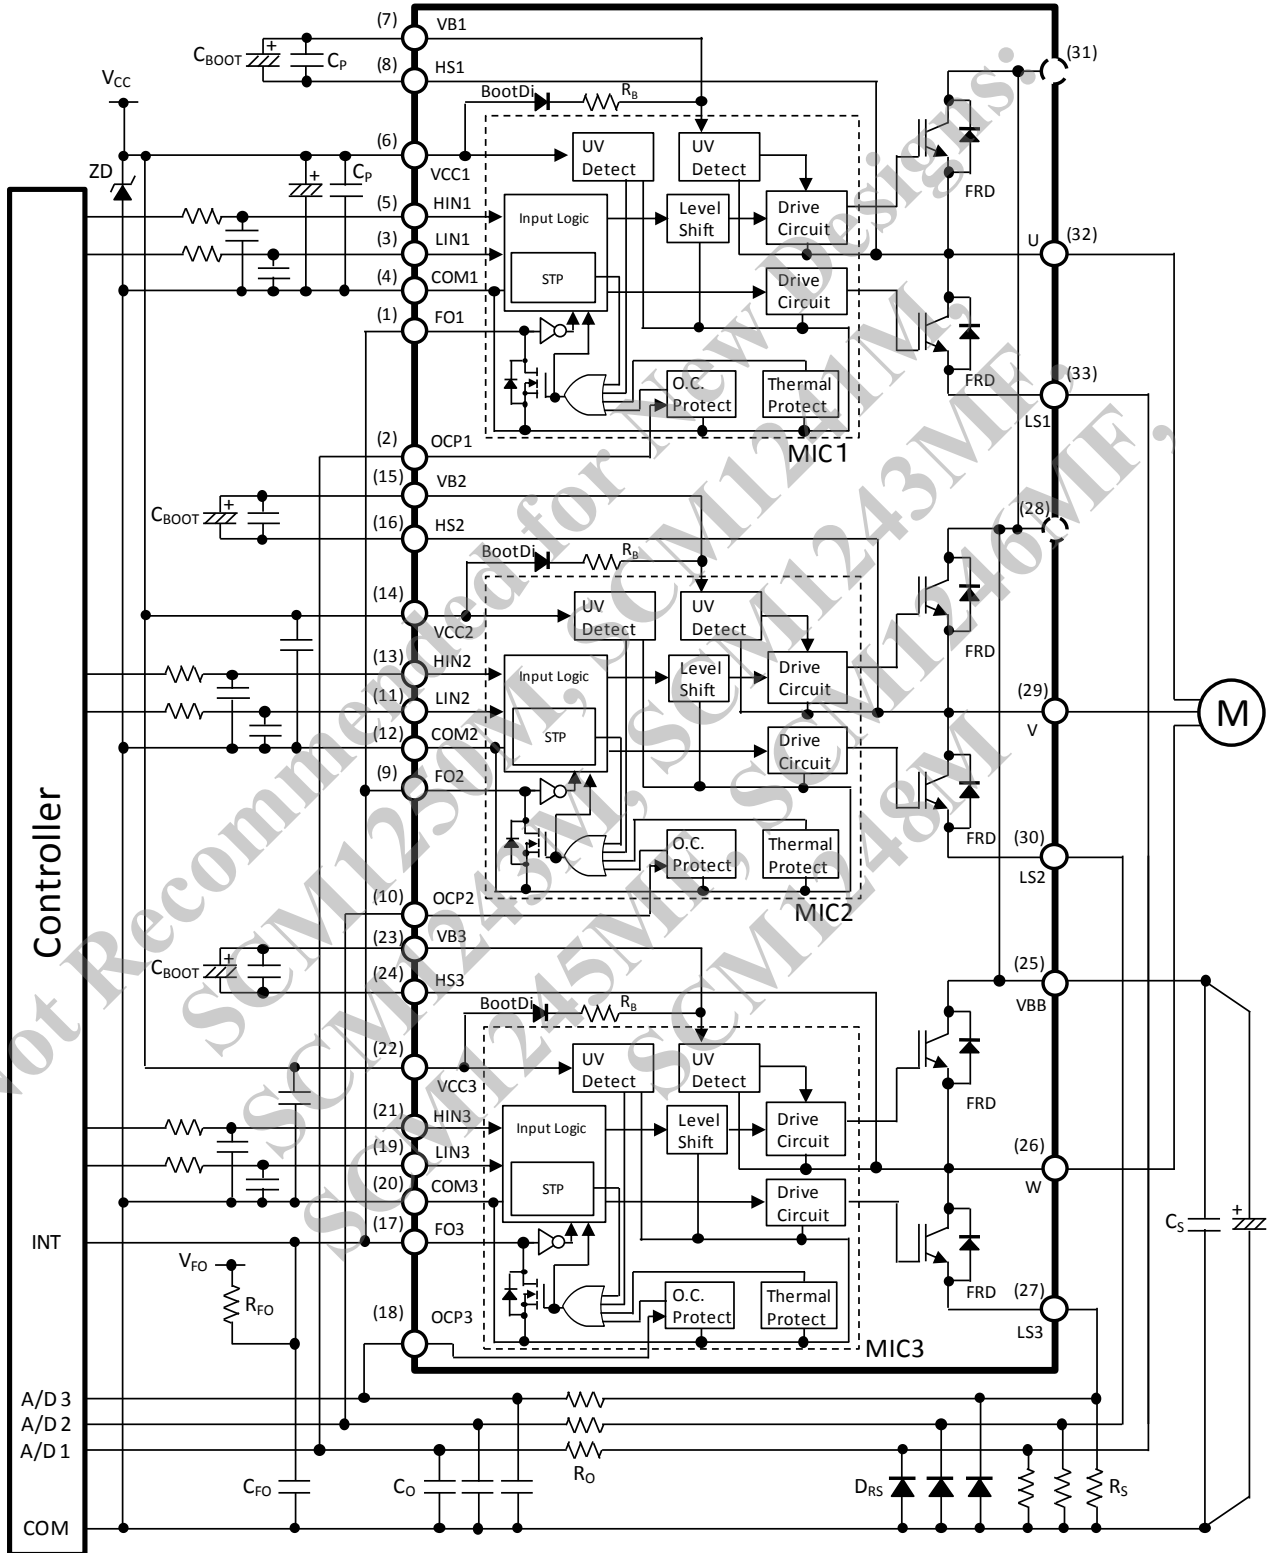 (7) VB1
CBOOT + CP
(8) HS1
(31)
VCC
BootDi RB
(6) VCC1
UV Detect
UV Detect
ZD
+ CP
FRD
(5) HIN1
Input Logic
Level Shift
Drive Circuit
(3) LIN1
U (32)
STP
(4) COM1
Drive Circuit
(1) FO1
FRD
O.C. Protect
Thermal Protect
(33)
LS1
(2) OCP1
MIC1
(15) VB2
CBOOT +
(16) HS2
(28)
BootDi RB
(14) VCC2
UV Detect
UV Detect
FRD
(13) HIN2
Input Logic
Level Shift
Drive Circuit
(11) LIN2
(29)
V
M
STP
(12) COM2
Drive Circuit
(9) FO2
FRD
O.C. Protect
Thermal Protect
(30)
LS2
(10) OCP2
MIC2
Controller
(23) VB3
CBOOT +
(24) HS3
(25)
VBB
BootDi RB
(22) VCC3
UV Detect
UV Detect
FRD
(21) HIN3
Input Logic
Level Shift
Drive Circuit
(19) LIN3
(26)
W
STP
(20) COM3
Drive Circuit
(17) FO3
CS +
INT
VFO
RFO
FRD
O.C. Protect
Thermal Protect
(27)
LS3
(18) OCP3
MIC3
A/D3
A/D2
A/D1
RO
CFO
CO
DRS
RS
COM
Not Recommended for New Designs:
SCM1250M, SCM1241M,
SCM1243M, SCM1243MF,
SCM1245MF, SCM1246MF,
SCM1248M